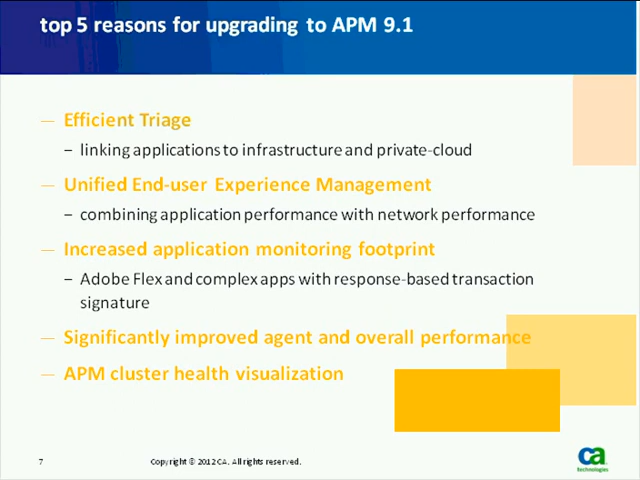 top 5 reasons for upgrading to APM 9.1
— Efficient Triage
– linking applications to infrastructure and private-cloud
— Unified End-user Experience Management
– combining application performance with network performance
— Increased application monitoring footprint
– Adobe Flex and complex apps with response-based transaction
signature
— Significantly improved agent and overall performance
— APM cluster health visualization
7 Copyright © 2012 CA. All rights reserved.
ca
technologies